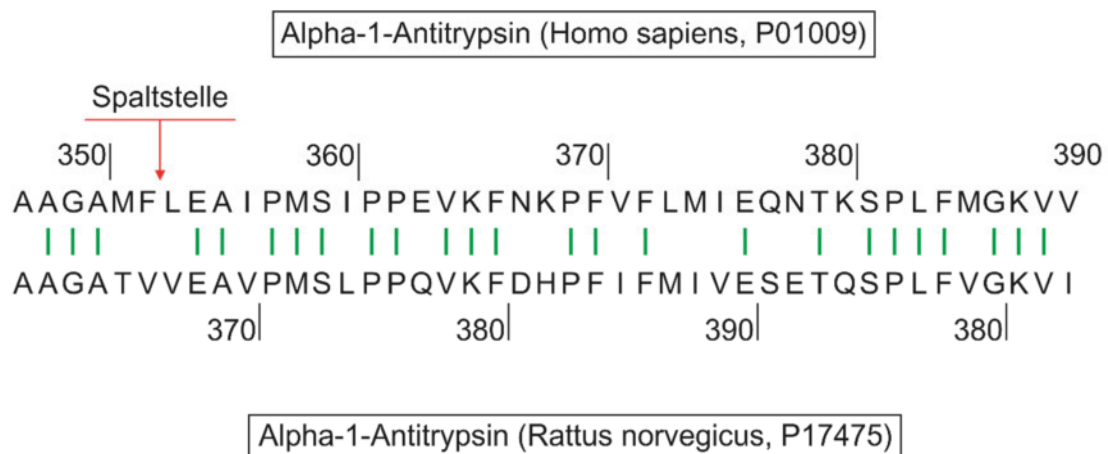 Alpha-1-Antitrypsin (Homo sapiens, P01009)
Spaltstelle
350 360 370 380 390
AAGAMFLEAIPMSIPPEVKFNKPFVFLMIEQNTKSPLFMGKVV
AAGATVVEAVPMSLPPQVKFDHPFIFMIVESETQSPLFVGKVI
370 380 390 380
Alpha-1-Antitrypsin (Rattus norvegicus, P17475)